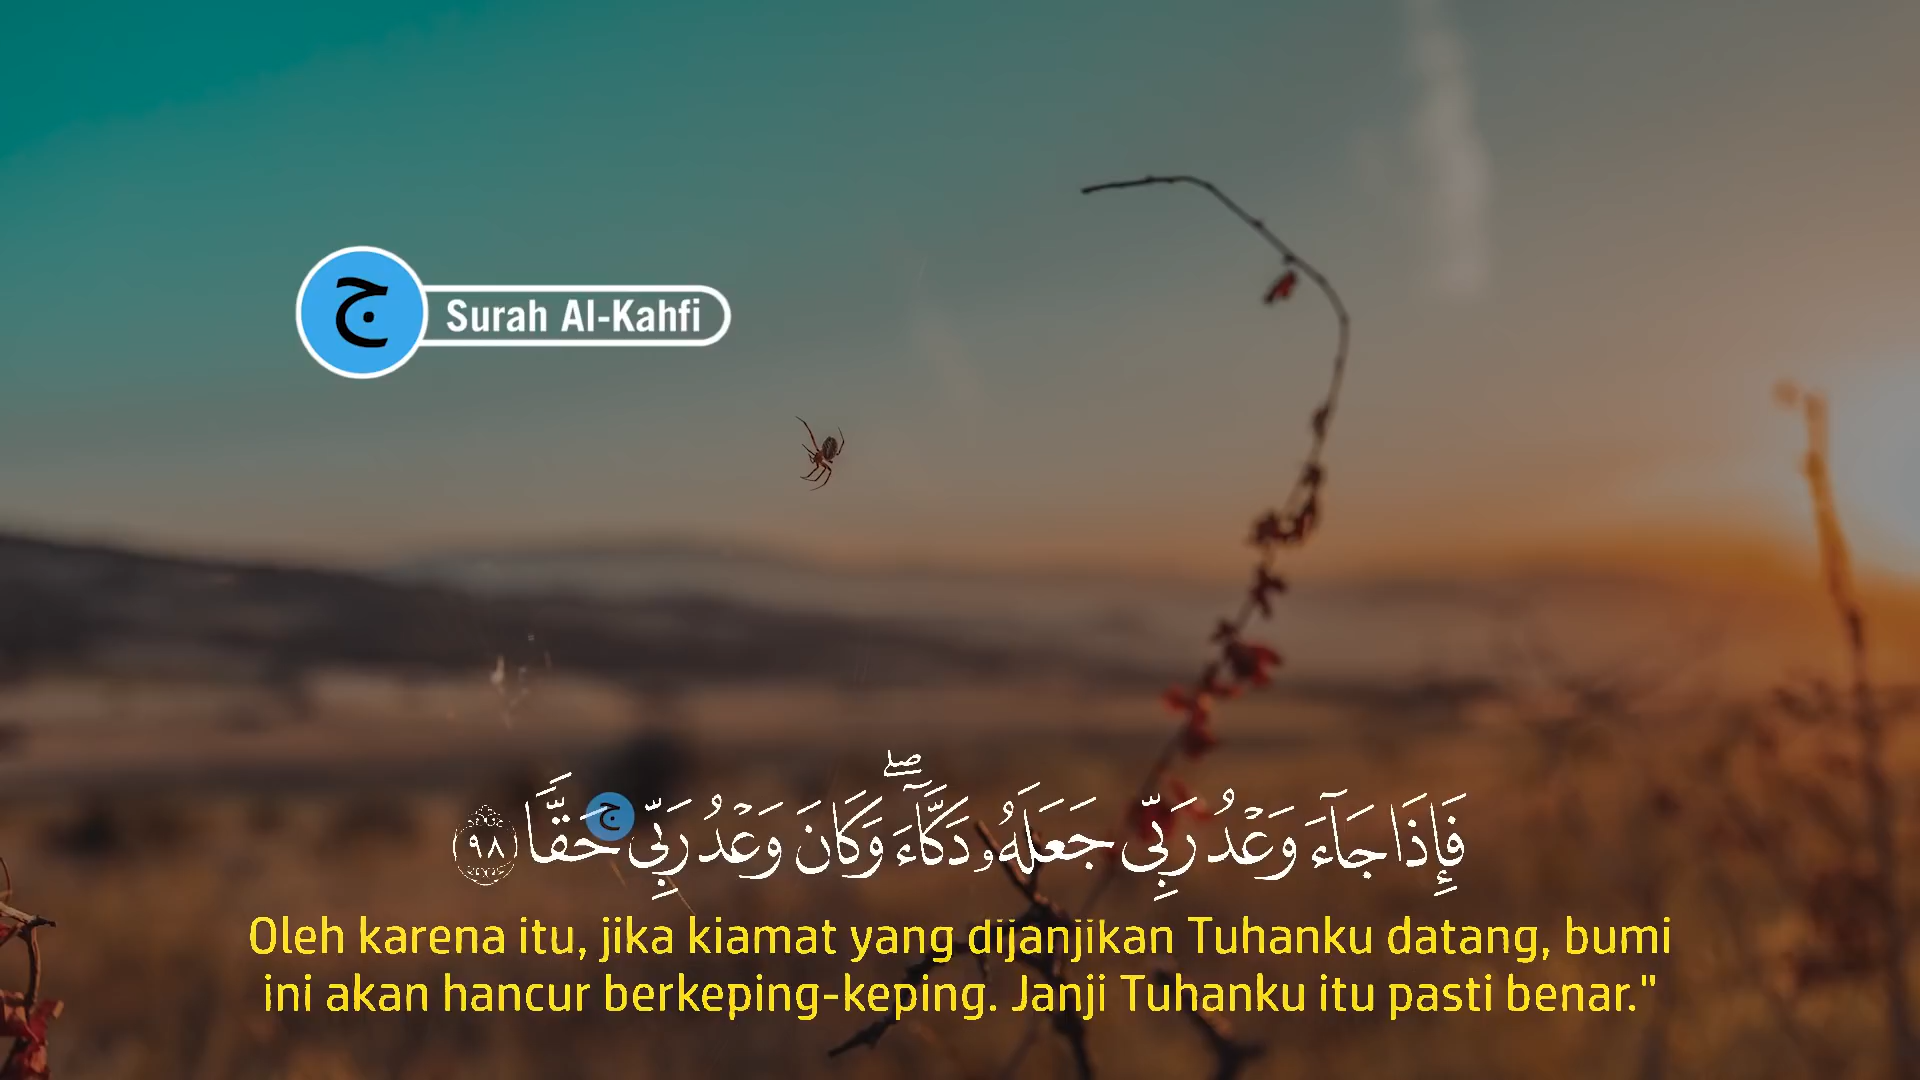 ج
Surah Al-Kahfi
فَإِذَا جَآءَ وَعْدُ رَبِّى جَعَلَهُۥ دَكَّآءَ ۖ وَكَانَ وَعْدُ رَبِّى حَقًّا ٩٨
ج
Oleh karena itu, jika kiamat yang dijanjikan Tuhanku datang, bumi
ini akan hancur berkeping-keping. Janji Tuhanku itu pasti benar."